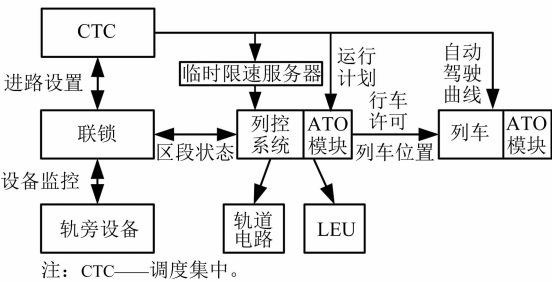 CTC
进路设置
临时限速服务器
运行
计划
自动
驾驶
曲线
联锁
区段状态
列控
系统
ATO
模块
行车
许可
列车位置
列车
ATO
模块
设备监控
轨旁设备
轨道
电路
LEU
注：CTC——调度集中。